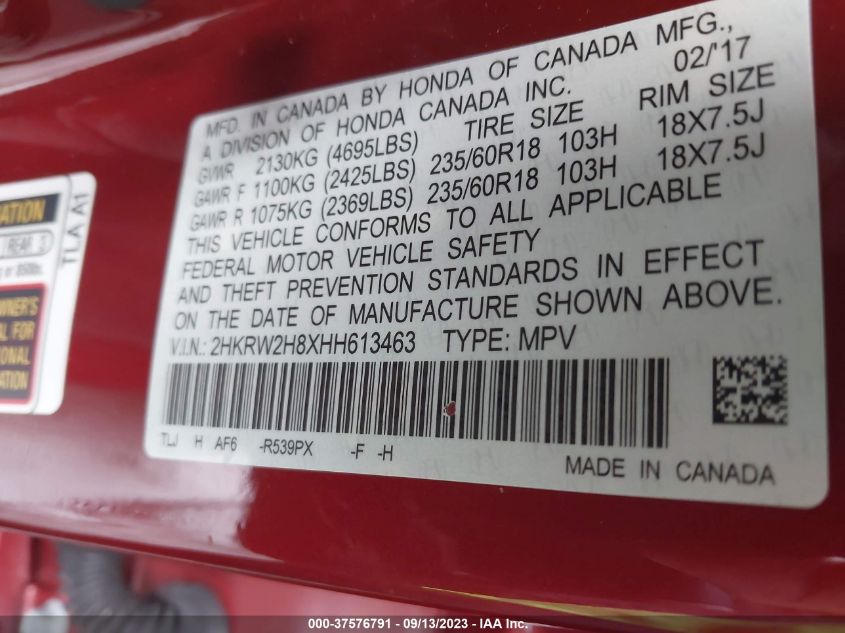 MFD. IN CANADA BY HONDA OF CANADA MFG.,
A DIVISION OF HONDA CANADA INC. 02/'17
GVWR 2130KG (4695LBS) TIRE SIZE RIM SIZE
GAWR F 1100KG (2425LBS) 235/60R18 103H 18X7.5J
GAWR R 1075KG (2369LBS) 235/60R18 103H 18X7.5J
THIS VEHICLE CONFORMS TO ALL APPLICABLE
FEDERAL MOTOR VEHICLE SAFETY
AND THEFT PREVENTION STANDARDS IN EFFECT
ON THE DATE OF MANUFACTURE SHOWN ABOVE.
V.I.N.: 2HKRW2H8XHH613463 TYPE: MPV
TLJ H AF6 -R539PX -F -H
MADE IN CANADA
REAR 3
TLA A1
000-37576791 - 09/13/2023 - IAA Inc.